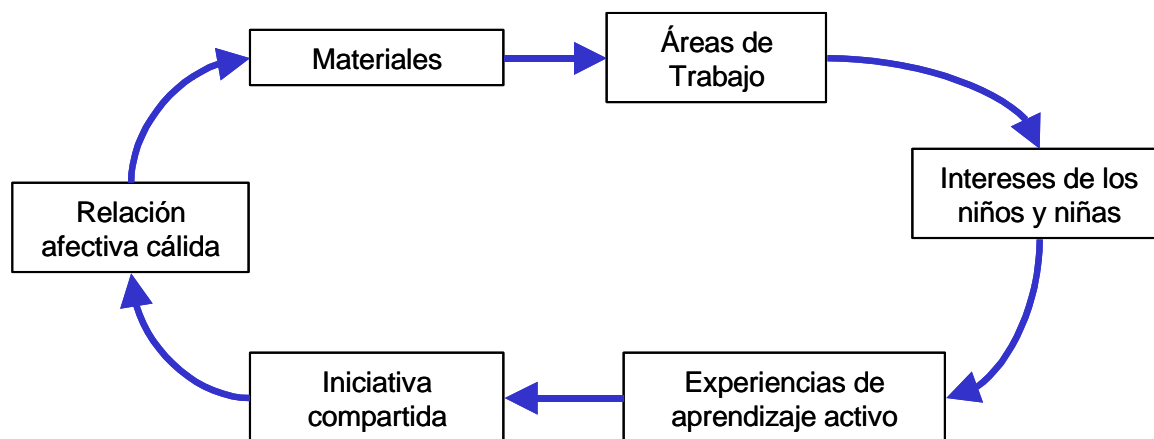 Materiales
Áreas de
Trabajo
Intereses de los
niños y niñas
Experiencias de
aprendizaje activo
Iniciativa
compartida
Relación
afectiva cálida